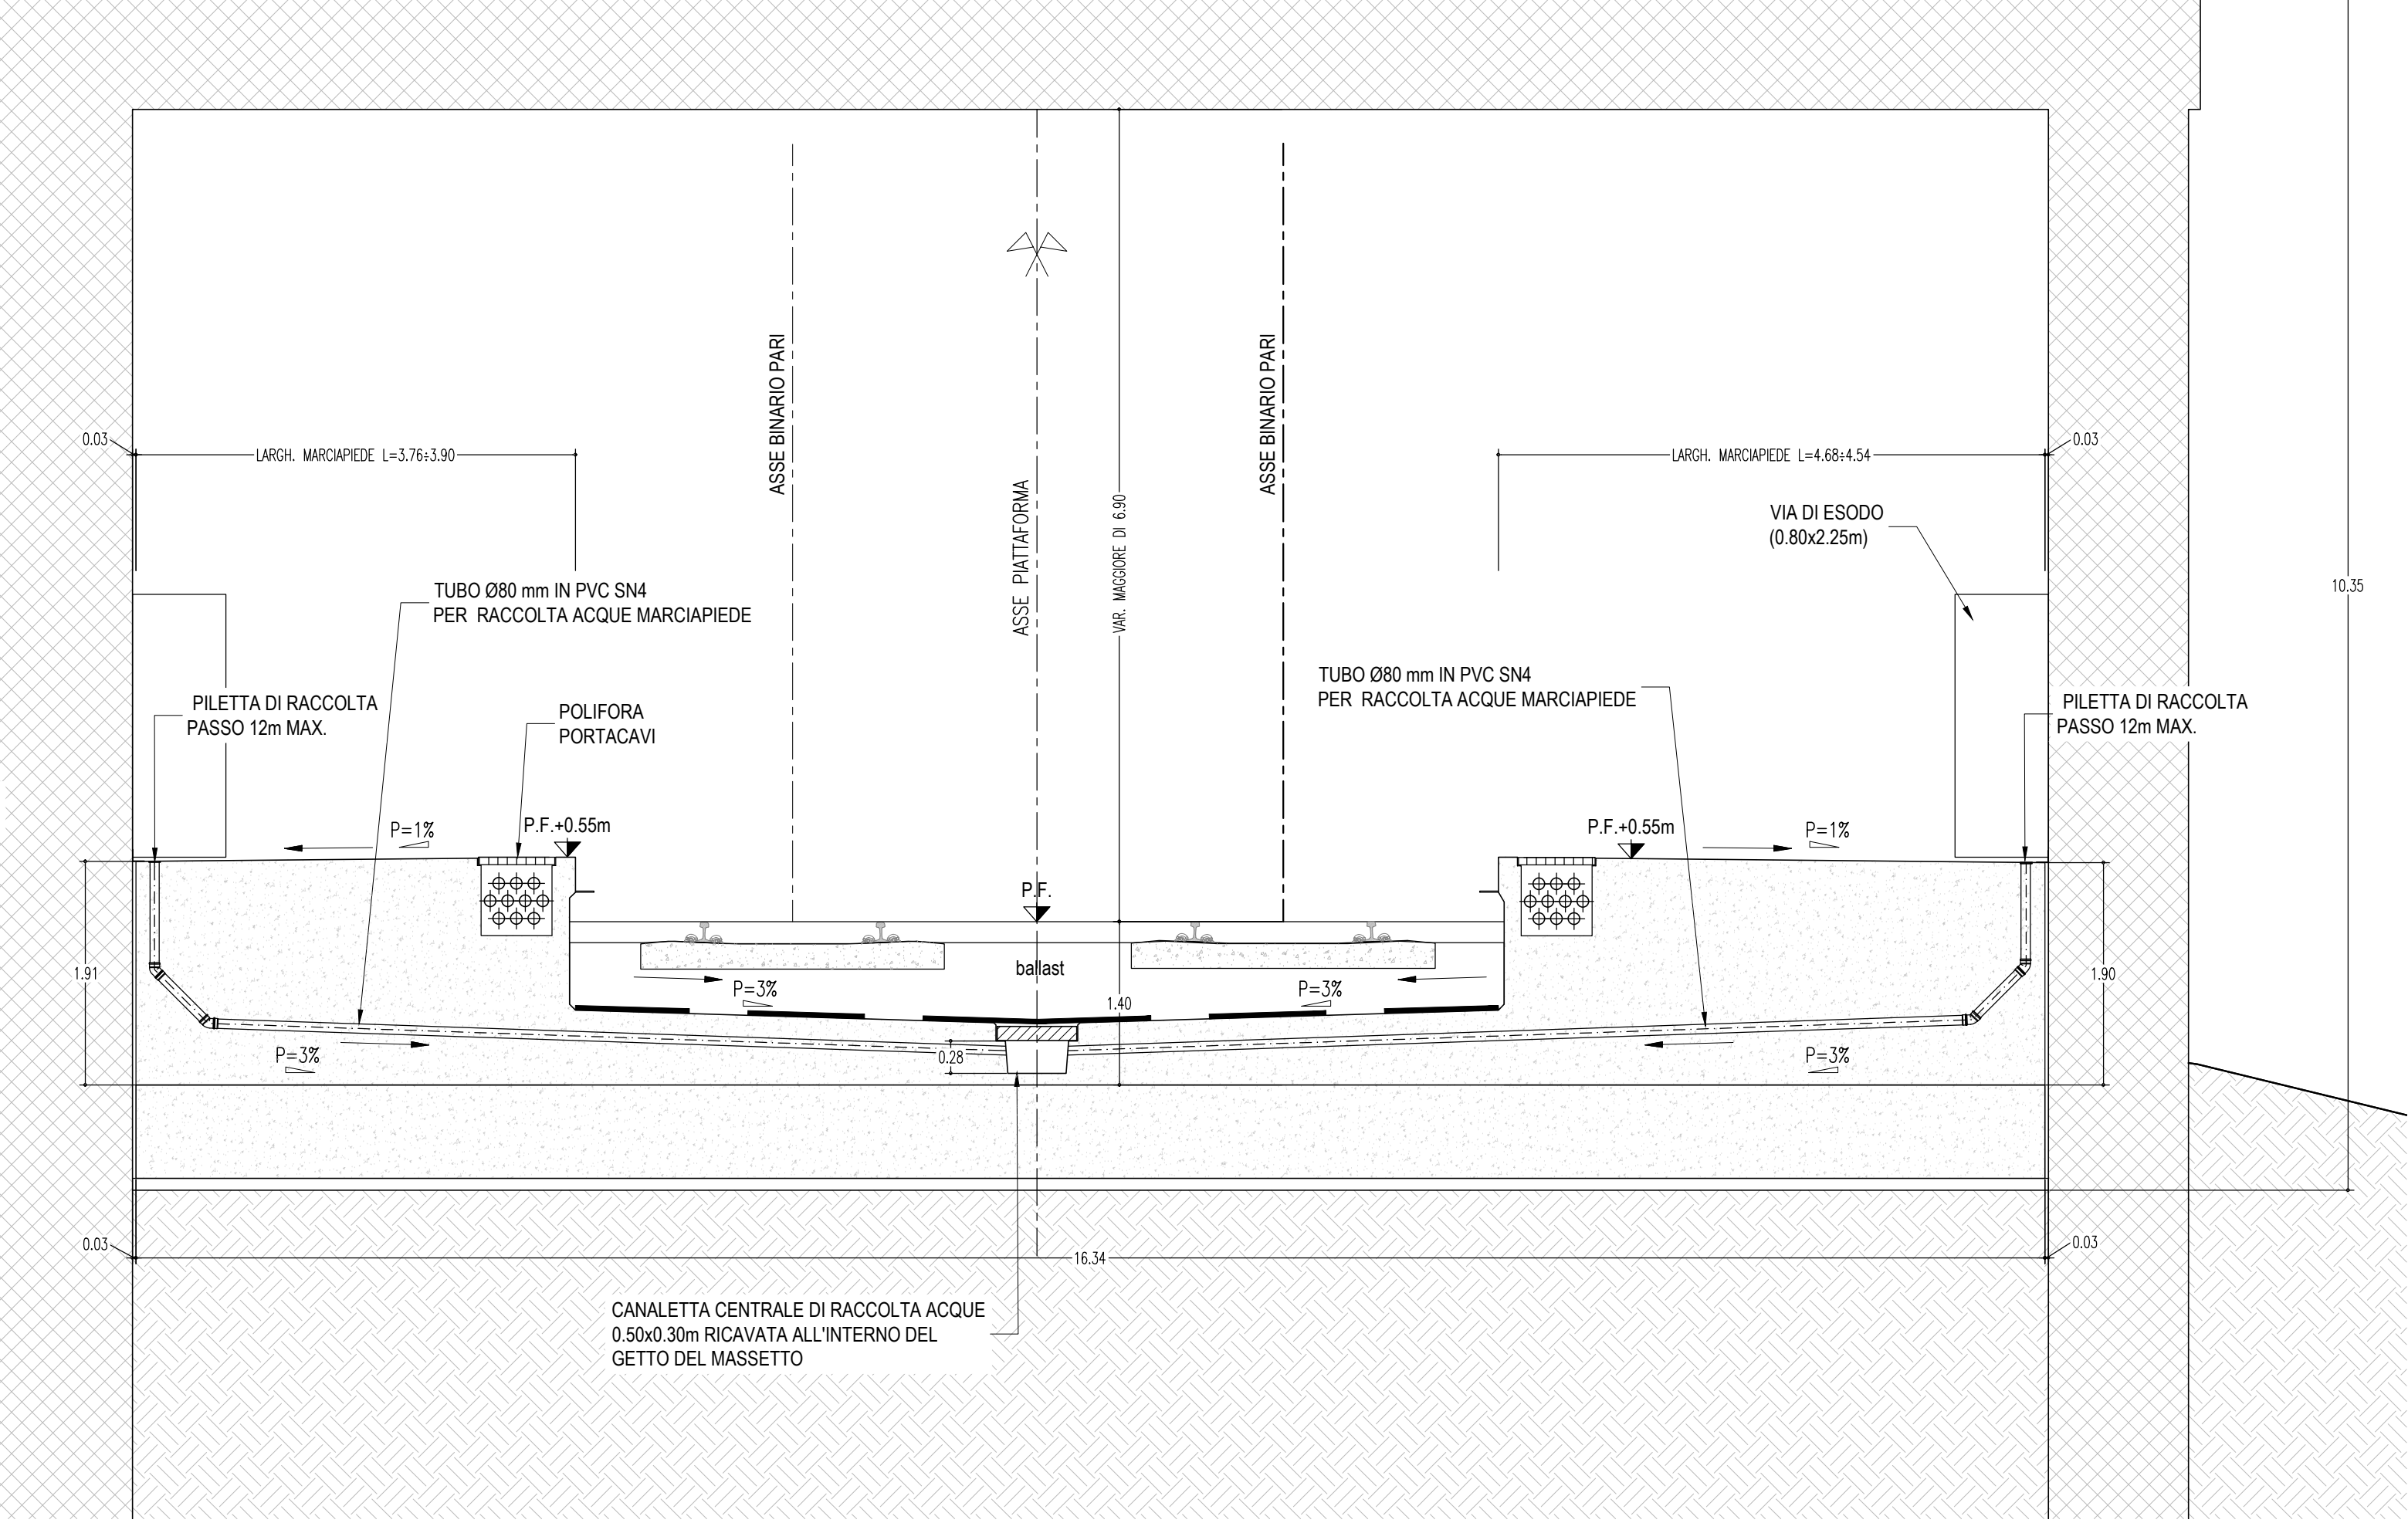 ASSE BINARIO PARI
ASSE BINARIO PARI
0.03
LARGH. MARCIAPIEDE L=3.76÷3.90
LARGH. MARCIAPIEDE L=4.68÷4.54
0.03
ASSE PIATTAFORMA
VAR. MAGGIORE DI 6.90
VIA DI ESODO
(0.80x2.25m)
10.35
TUBO Ø80 mm IN PVC SN4
PER RACCOLTA ACQUE MARCIAPIEDE
TUBO Ø80 mm IN PVC SN4
PER RACCOLTA ACQUE MARCIAPIEDE
PILETTA DI RACCOLTA
PASSO 12m MAX.
POLIFORA
PORTACAVI
PILETTA DI RACCOLTA
PASSO 12m MAX.
P=1%
P.F.+0.55m
P.F.+0.55m
P=1%
P.F.
1.91
ballast
1.90
P=3%
P=3%
1.40
P=3%
0.28
P=3%
0.03
16.34
0.03
CANALETTA CENTRALE DI RACCOLTA ACQUE
0.50x0.30m RICAVATA ALL'INTERNO DEL
GETTO DEL MASSETTO